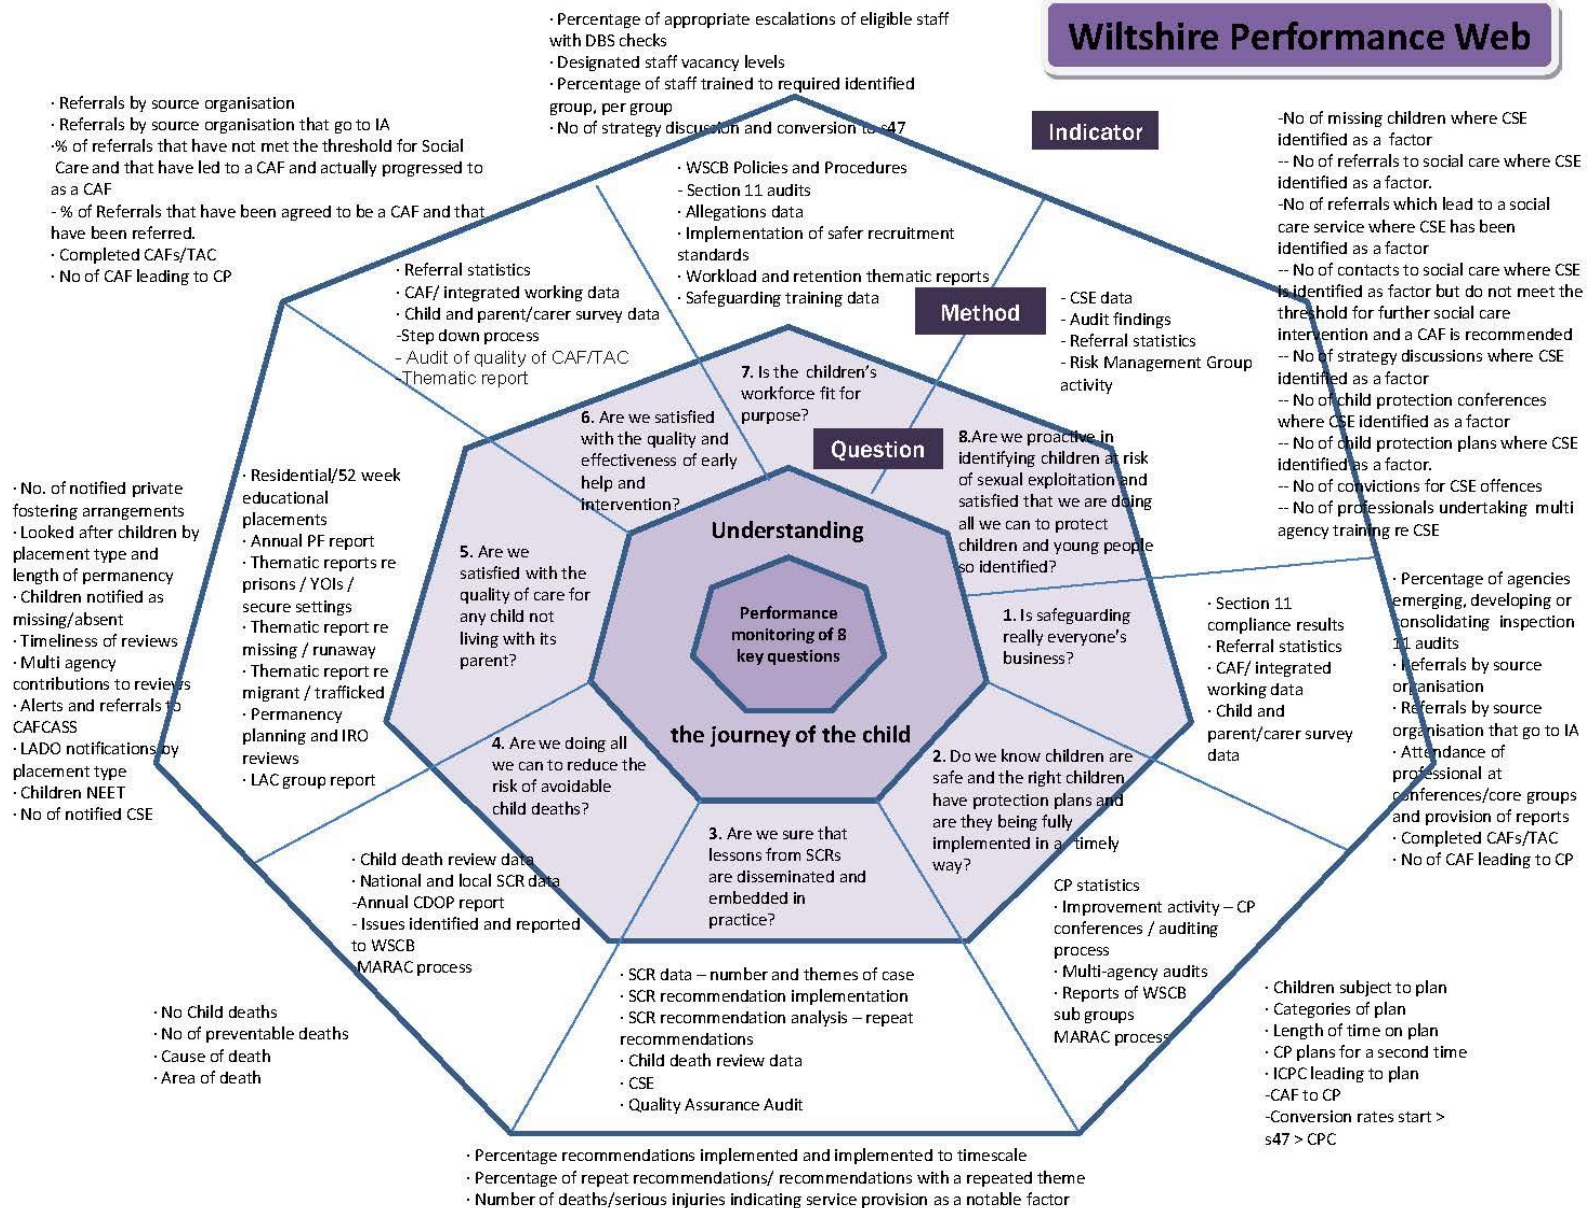 Wiltshire Performance Web
· Percentage of appropriate escalations of eligible staff
with DBS checks
· Designated staff vacancy levels
· Percentage of staff trained to required identified
group, per group
· No of strategy discussion and conversion to s47
· Referrals by source organisation
· Referrals by source organisation that go to IA
·% of referrals that have not met the threshold for Social
Care and that have led to a CAF and actually progressed to
as a CAF
- % of Referrals that have been agreed to be a CAF and that
have been referred.
· Completed CAFs/TAC
· No of CAF leading to CP
Indicator
-No of missing children where CSE
identified as a factor
-- No of referrals to social care where CSE
identified as a factor.
-No of referrals which lead to a social
care service where CSE has been
identified as a factor
-- No of contacts to social care where CSE
is identified as factor but do not meet the
threshold for further social care
intervention and a CAF is recommended
-- No of strategy discussions where CSE
identified as a factor
-- No of child protection conferences
where CSE identified as a factor
-- No of child protection plans where CSE
identified as a factor.
-- No of convictions for CSE offences
-- No of professionals undertaking multi
agency training re CSE
· WSCB Policies and Procedures
- Section 11 audits
· Allegations data
· Implementation of safer recruitment
standards
· Workload and retention thematic reports
· Safeguarding training data
· Referral statistics
· CAF/ integrated working data
· Child and parent/carer survey data
-Step down process
- Audit of quality of CAF/TAC
-Thematic report
Method
- CSE data
- Audit findings
- Referral statistics
- Risk Management Group
activity
7. Is the children's
workforce fit for
purpose?
6. Are we satisfied
with the quality and
effectiveness of early
help and
intervention?
Question
8.Are we proactive in
identifying children at risk
of sexual exploitation and
satisfied that we are doing
all we can to protect
children and young people
so identified?
· No. of notified private
fostering arrangements
· Looked after children by
placement type and
length of permanency
· Children notified as
missing/absent
· Timeliness of reviews
· Multi agency
contributions to reviews
· Alerts and referrals to
CAFCASS
· LADO notifications by
placement type
· Children NEET
· No of notified CSE
· Residential/52 week
educational
placements
· Annual PF report
· Thematic reports re
prisons / YOIs /
secure settings
· Thematic report re
missing / runaway
· Thematic report re
migrant / trafficked
· Permanency
planning and IRO
reviews
· LAC group report
5. Are we
satisfied with the
quality of care for
any child not
living with its
parent?
Understanding
Performance
monitoring of 8
key questions
the journey of the child
1. Is safeguarding
really everyone's
business?
· Section 11
compliance results
· Referral statistics
· CAF/ integrated
working data
· Child and
parent/carer survey
data
· Percentage of agencies
emerging, developing or
consolidating inspection
11 audits
· Referrals by source
organisation
· Referrals by source
organisation that go to IA
· Attendance of
professional at
conferences/core groups
and provision of reports
· Completed CAFs/TAC
· No of CAF leading to CP
4. Are we doing all
we can to reduce the
risk of avoidable
child deaths?
2. Do we know children are
safe and the right children
have protection plans and
are they being fully
implemented in a timely
way?
3. Are we sure that
lessons from SCRs
are disseminated and
embedded in
practice?
· Child death review data
· National and local SCR data
-Annual CDOP report
- Issues identified and reported
to WSCB
MARAC process
CP statistics
· Improvement activity – CP
conferences / auditing
process
· Multi-agency audits
· Reports of WSCB
sub groups
MARAC process
· SCR data – number and themes of case
· SCR recommendation implementation
· SCR recommendation analysis – repeat
recommendations
· Child death review data
· CSE
· Quality Assurance Audit
· No Child deaths
· No of preventable deaths
· Cause of death
· Area of death
· Children subject to plan
· Categories of plan
· Length of time on plan
· CP plans for a second time
· ICPC leading to plan
-CAF to CP
-Conversion rates start >
s47 > CPC
· Percentage recommendations implemented and implemented to timescale
· Percentage of repeat recommendations/ recommendations with a repeated theme
· Number of deaths/serious injuries indicating service provision as a notable factor